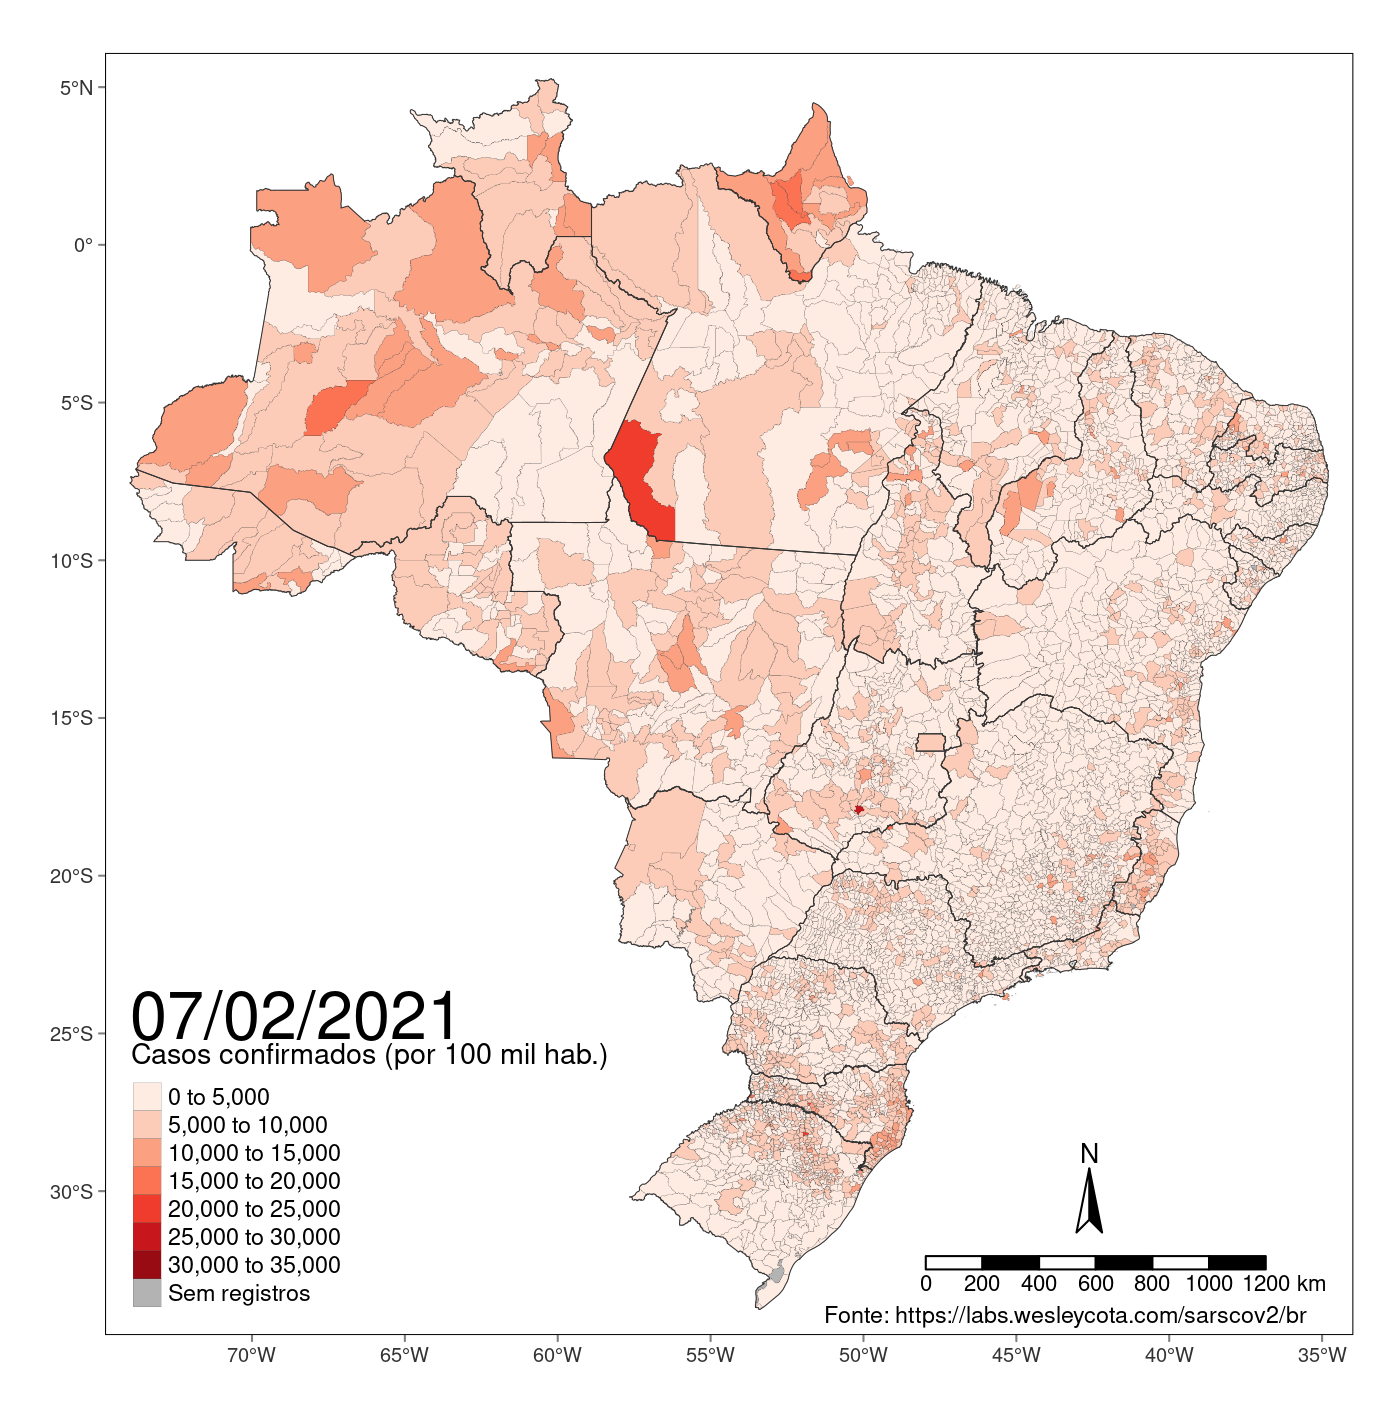 5°N
0°
5°S
10°S
15°S
20°S
25°S
30°S
07/02/2021
Casos confirmados (por 100 mil hab.)
0 to 5,000
5,000 to 10,000
10,000 to 15,000
15,000 to 20,000
20,000 to 25,000
25,000 to 30,000
30,000 to 35,000
Sem registros
N
0 200 400 600 800 1000 1200 km
Fonte: https://labs.wesleycota.com/sarscov2/br
70°W 65°W 60°W 55°W 50°W 45°W 40°W 35°W